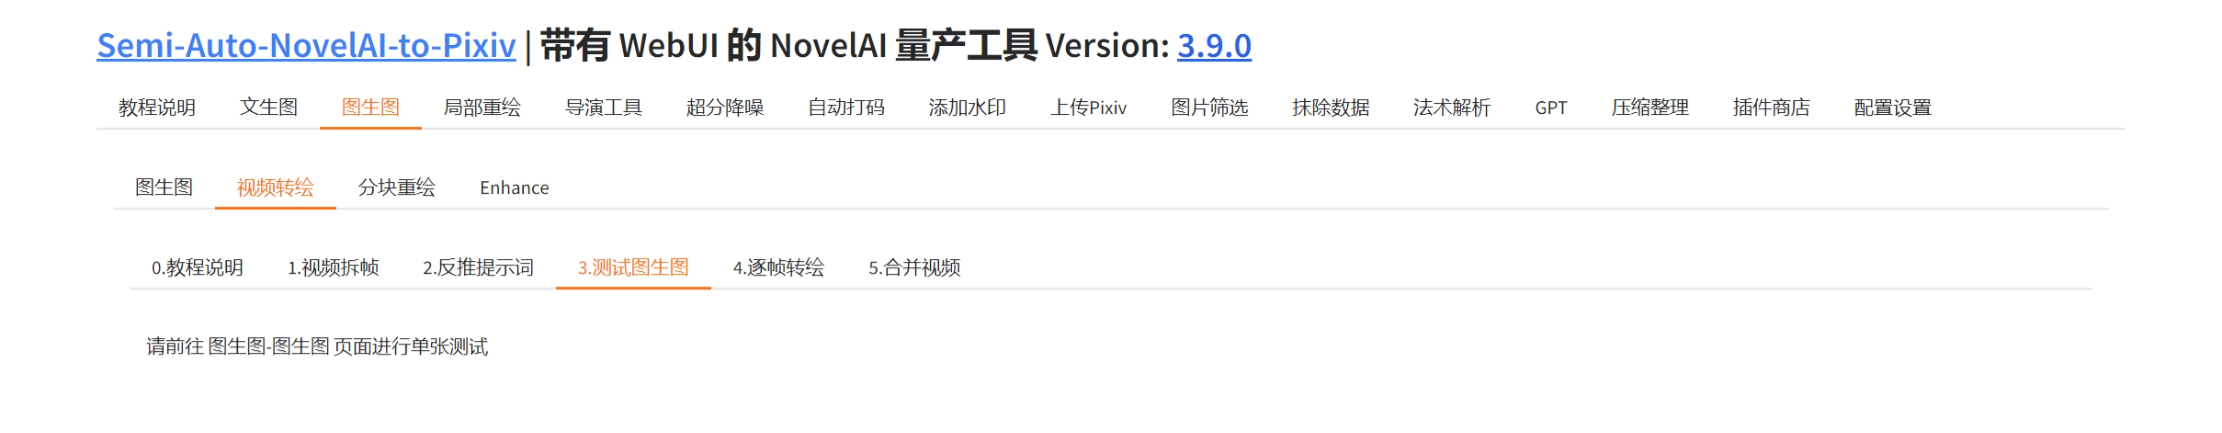 Semi-Auto-NovelAI-to-Pixiv | 带有 WebUI 的 NovelAI 量产工具 Version: 3.9.0
教程说明 文生图 图生图 局部重绘 导演工具 超分降噪 自动打码 添加水印 上传Pixiv 图片筛选 抹除数据 法术解析 GPT 压缩整理 插件商店 配置设置
图生图 视频转绘 分块重绘 Enhance
0.教程说明 1.视频拆帧 2.反推提示词 3.测试图生图 4.逐帧转绘 5.合并视频
请前往 图生图-图生图 页面进行单张测试